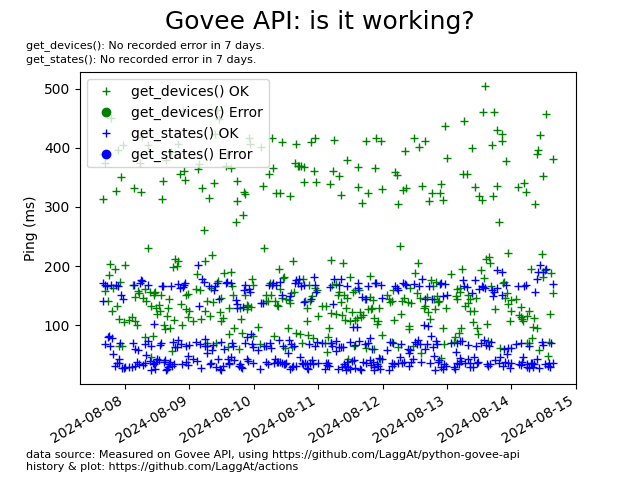 Govee API: is it working?
get_devices(): No recorded error in 7 days.
get_states(): No recorded error in 7 days.
get_devices() OK
get_devices() Error
get_states() OK
get_states() Error
Ping (ms)
500
400
300
200
100
2024-08-08
2024-08-09
2024-08-10
2024-08-11
2024-08-12
2024-08-13
2024-08-14
2024-08-15
data source: Measured on Govee API, using https://github.com/LaggAt/python-govee-api
history & plot: https://github.com/LaggAt/actions